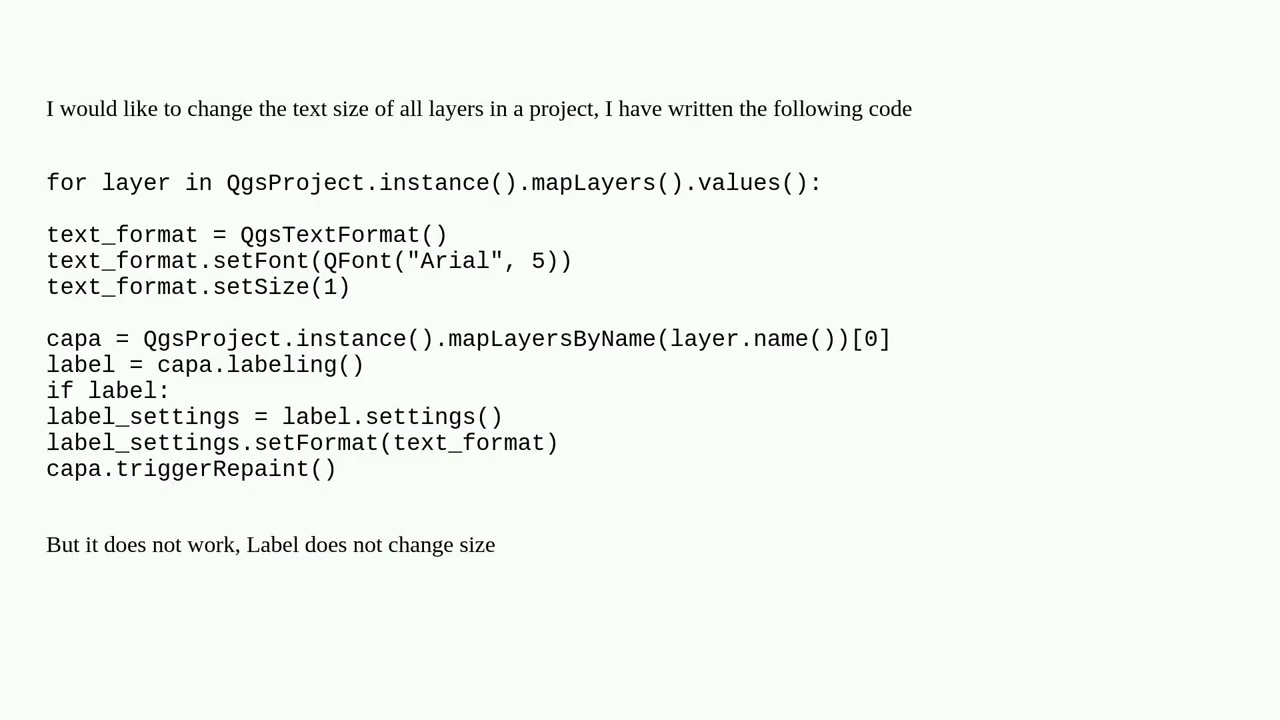 I would like to change the text size of all layers in a project, I have written the following code
for layer in QgsProject.instance().mapLayers().values():
text_format = QgsTextFormat()
text_format.setFont(QFont("Arial", 5))
text_format.setSize(1)
capa = QgsProject.instance().mapLayersByName(layer.name())[0]
label = capa.labeling()
if label:
label_settings = label.settings()
label_settings.setFormat(text_format)
capa.triggerRepaint()
But it does not work, Label does not change size